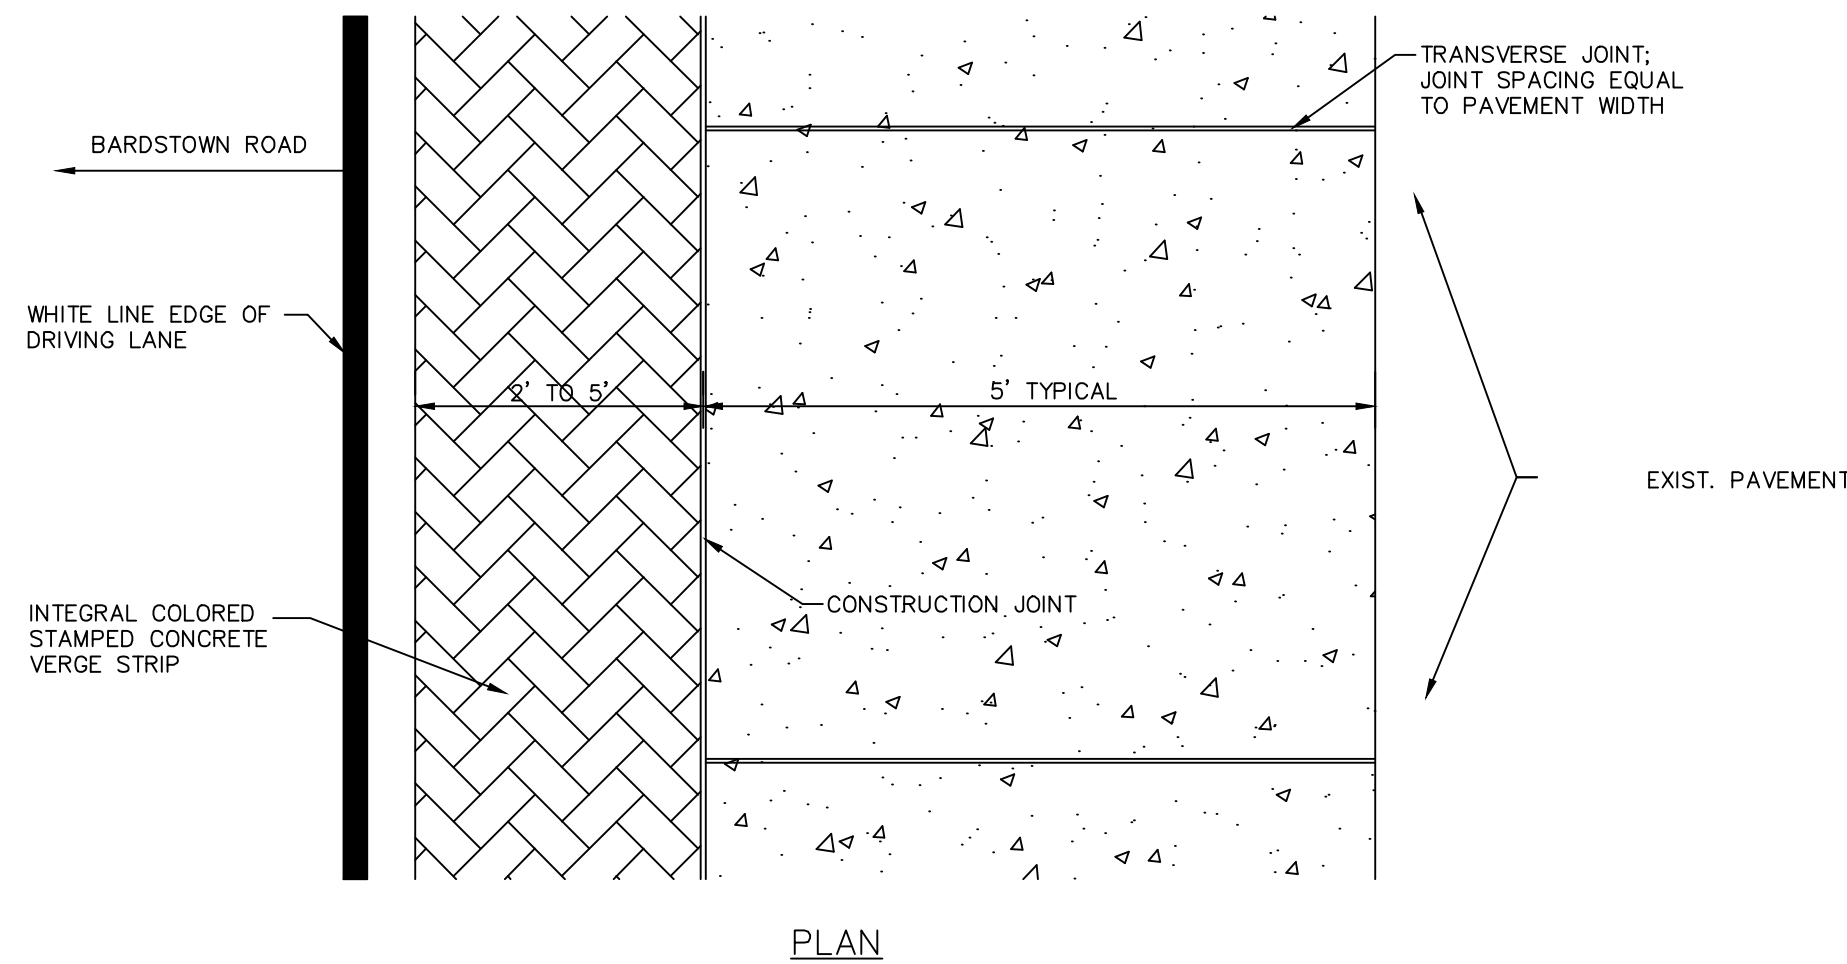 TRANSVERSE JOINT;
JOINT SPACING EQUAL
TO PAVEMENT WIDTH
BARDSTOWN ROAD
WHITE LINE EDGE OF
DRIVING LANE
2' TO 5'
5' TYPICAL
EXIST. PAVEMENT
CONSTRUCTION JOINT
INTEGRAL COLORED
STAMPED CONCRETE
VERGE STRIP
PLAN